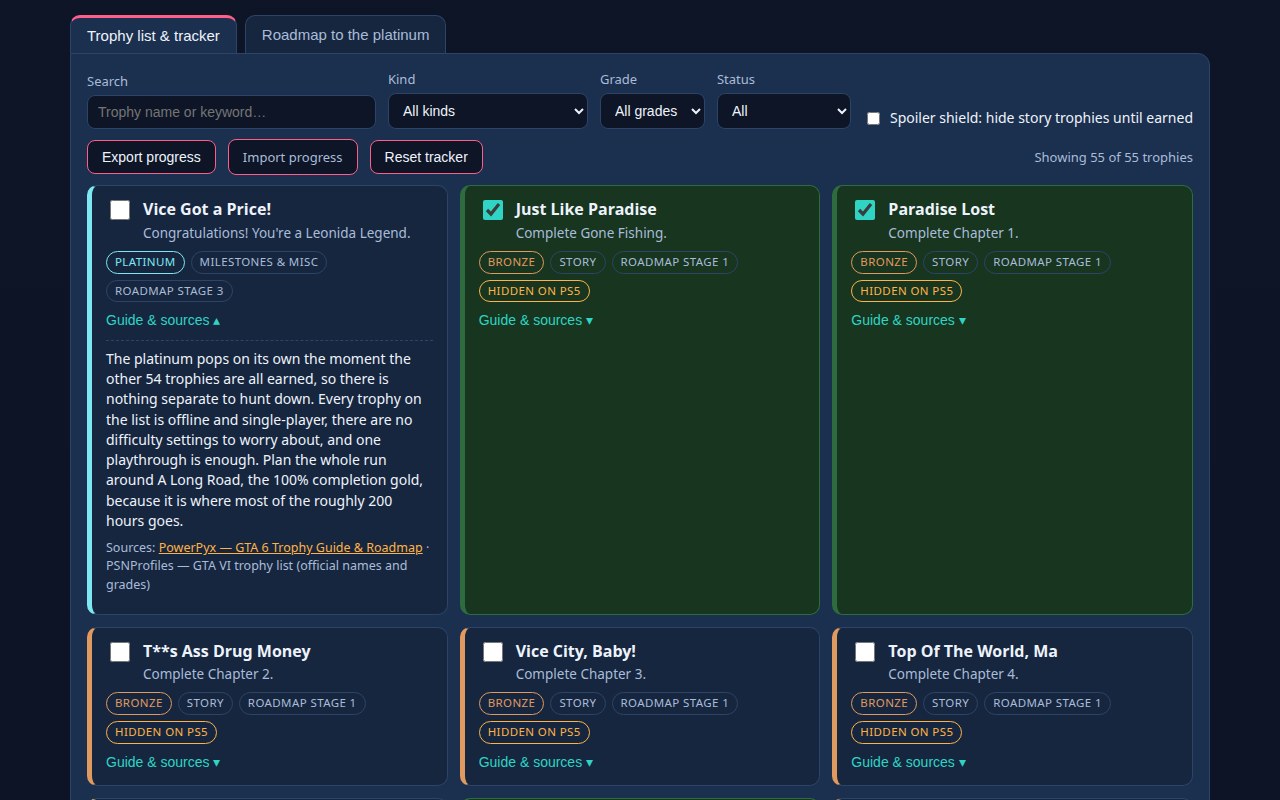 Trophy list & tracker
Roadmap to the platinum
Search
Kind
Grade
Status
Trophy name or keyword…
All kinds
All grades
All
Spoiler shield: hide story trophies until earned
Export progress
Import progress
Reset tracker
Showing 55 of 55 trophies
Vice Got a Price!
Congratulations! You're a Leonida Legend.
PLATINUM
MILESTONES & MISC
ROADMAP STAGE 3
Guide & sources ▴
The platinum pops on its own the moment the
other 54 trophies are all earned, so there is
nothing separate to hunt down. Every trophy on
the list is offline and single-player, there are no
difficulty settings to worry about, and one
playthrough is enough. Plan the whole run
around A Long Road, the 100% completion gold,
because it is where most of the roughly 200
hours goes.
Sources: PowerPyx — GTA 6 Trophy Guide & Roadmap ·
PSNProfiles — GTA VI trophy list (official names and
grades)
Just Like Paradise
Complete Gone Fishing.
BRONZE
STORY
ROADMAP STAGE 1
HIDDEN ON PS5
Guide & sources ▾
Paradise Lost
Complete Chapter 1.
BRONZE
STORY
ROADMAP STAGE 1
HIDDEN ON PS5
Guide & sources ▾
T**s Ass Drug Money
Complete Chapter 2.
BRONZE
STORY
ROADMAP STAGE 1
HIDDEN ON PS5
Guide & sources ▾
Vice City, Baby!
Complete Chapter 3.
BRONZE
STORY
ROADMAP STAGE 1
HIDDEN ON PS5
Guide & sources ▾
Top Of The World, Ma
Complete Chapter 4.
BRONZE
STORY
ROADMAP STAGE 1
HIDDEN ON PS5
Guide & sources ▾